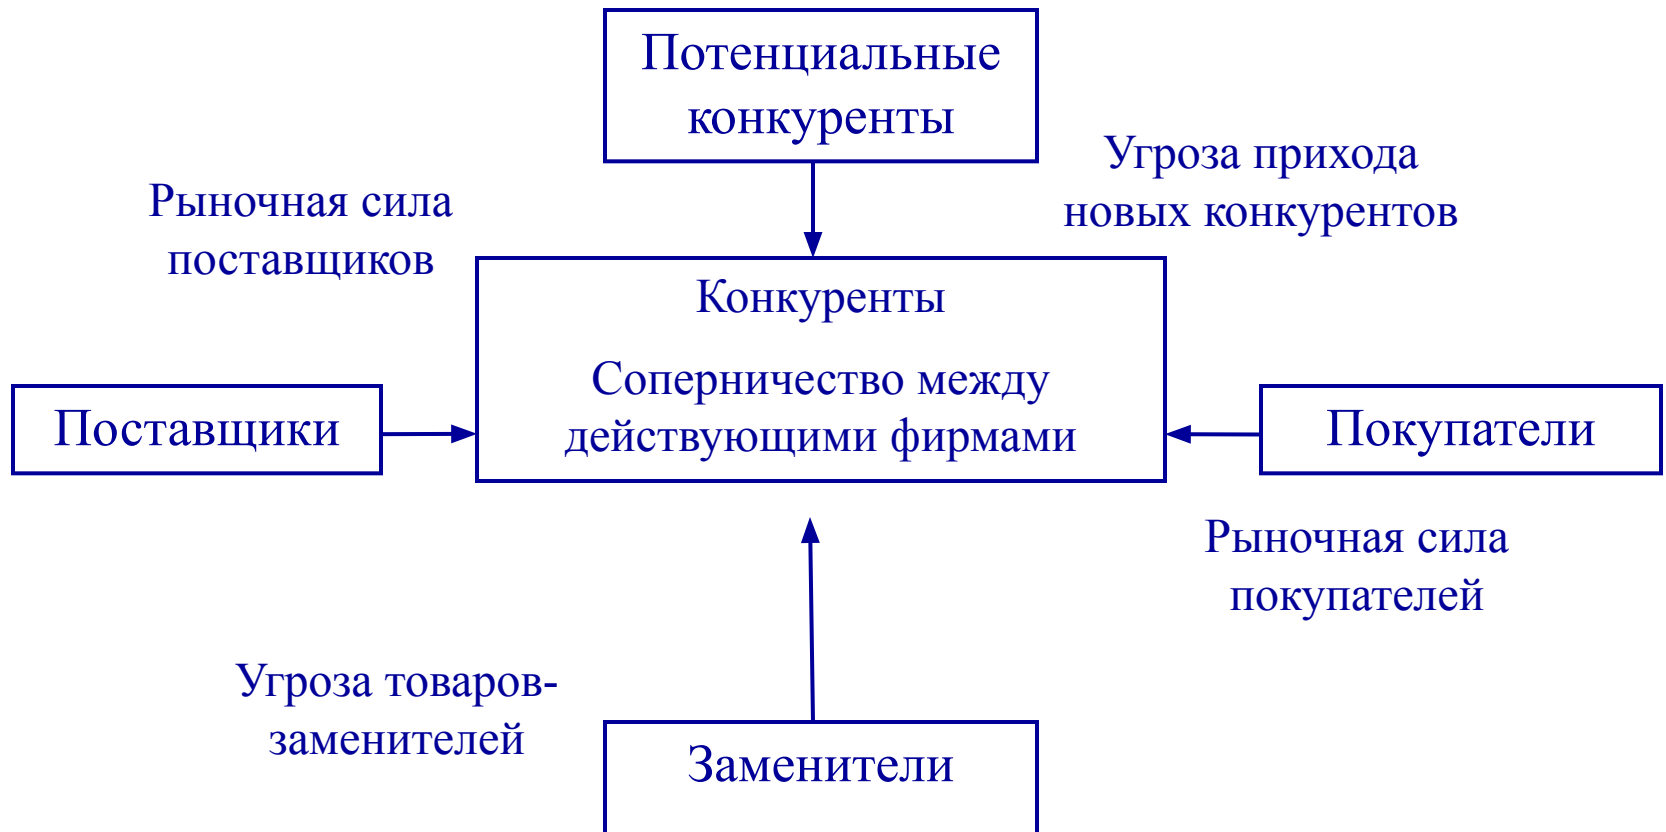 Потенциальные
конкуренты
Угроза прихода
новых конкурентов
Рыночная сила
поставщиков
Конкуренты
Соперничество между
действующими фирмами
Поставщики
Покупатели
Рыночная сила
покупателей
Угроза товаров-
заменителей
Заменители